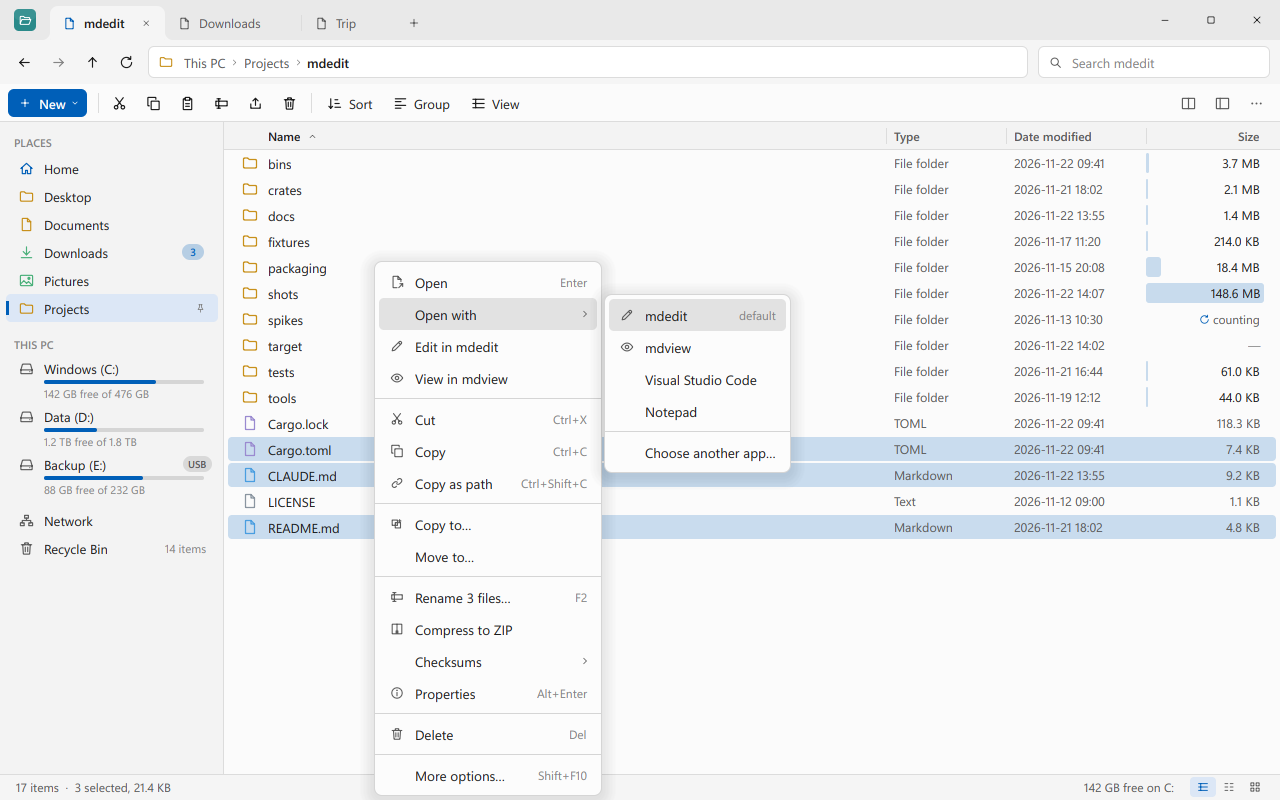 mdedit
Downloads
Trip
This PC
Projects
mdedit
Search mdedit
New
Sort
Group
View
PLACES
Home
Desktop
Documents
Downloads 3
Pictures
Projects
THIS PC
Windows (C:)
142 GB free of 476 GB
Data (D:)
1.2 TB free of 1.8 TB
Backup (E:) USB
88 GB free of 232 GB
Network
Recycle Bin 14 items
Name Type Date modified Size
bins File folder 2026-11-22 09:41 3.7 MB
crates File folder 2026-11-21 18:02 2.1 MB
docs File folder 2026-11-22 13:55 1.4 MB
fixtures File folder 2026-11-17 11:20 214.0 KB
packaging File folder 2026-11-15 20:08 18.4 MB
shots File folder 2026-11-22 14:07 148.6 MB
spikes File folder 2026-11-13 10:30 counting
target File folder 2026-11-22 14:02 —
tests File folder 2026-11-21 16:44 61.0 KB
tools File folder 2026-11-19 12:12 44.0 KB
Cargo.lock TOML 2026-11-22 09:41 118.3 KB
Cargo.toml TOML 2026-11-22 09:41 7.4 KB
CLAUDE.md Markdown 2026-11-22 13:55 9.2 KB
LICENSE Text 2026-11-12 09:00 1.1 KB
README.md Markdown 2026-11-21 18:02 4.8 KB
Open Enter
Open with
Edit in mdedit
View in mdview
Cut Ctrl+X
Copy Ctrl+C
Copy as path Ctrl+Shift+C
Copy to...
Move to...
Rename 3 files... F2
Compress to ZIP
Checksums
Properties Alt+Enter
Delete Del
More options... Shift+F10
mdedit default
mdview
Visual Studio Code
Notepad
Choose another app...
17 items · 3 selected, 21.4 KB
142 GB free on C: